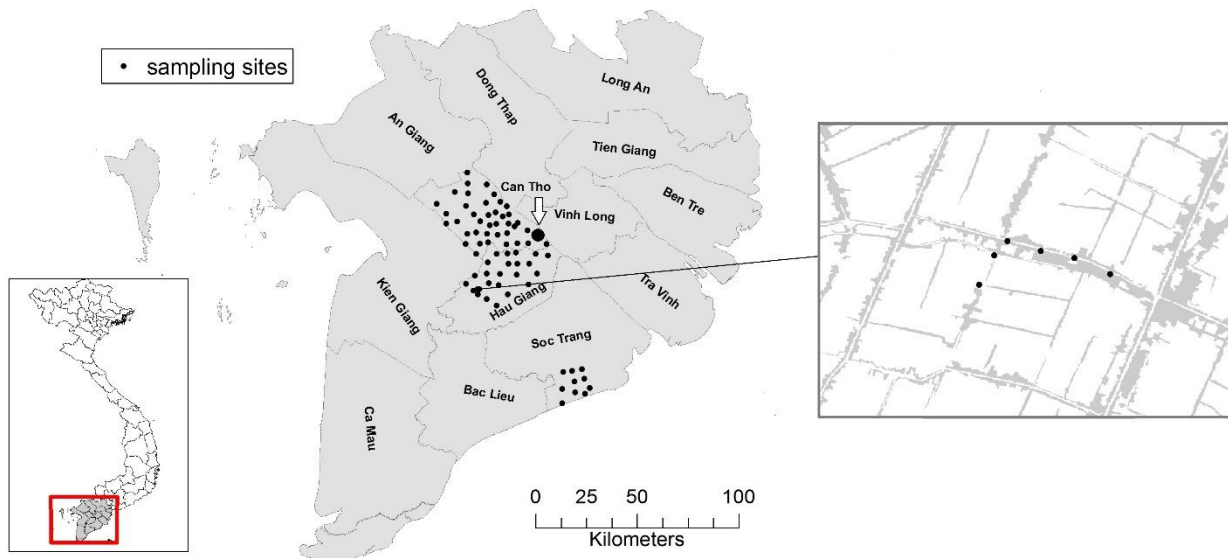 sampling sites
Long An
Dong Thap
An Giang
Tien Giang
Can Tho
Vinh Long
Ben Tre
Kien Giang
Hau Giang
Tra Vinh
Soc Trang
Bac Lieu
Ca Mau
0 25 50 100
Kilometers